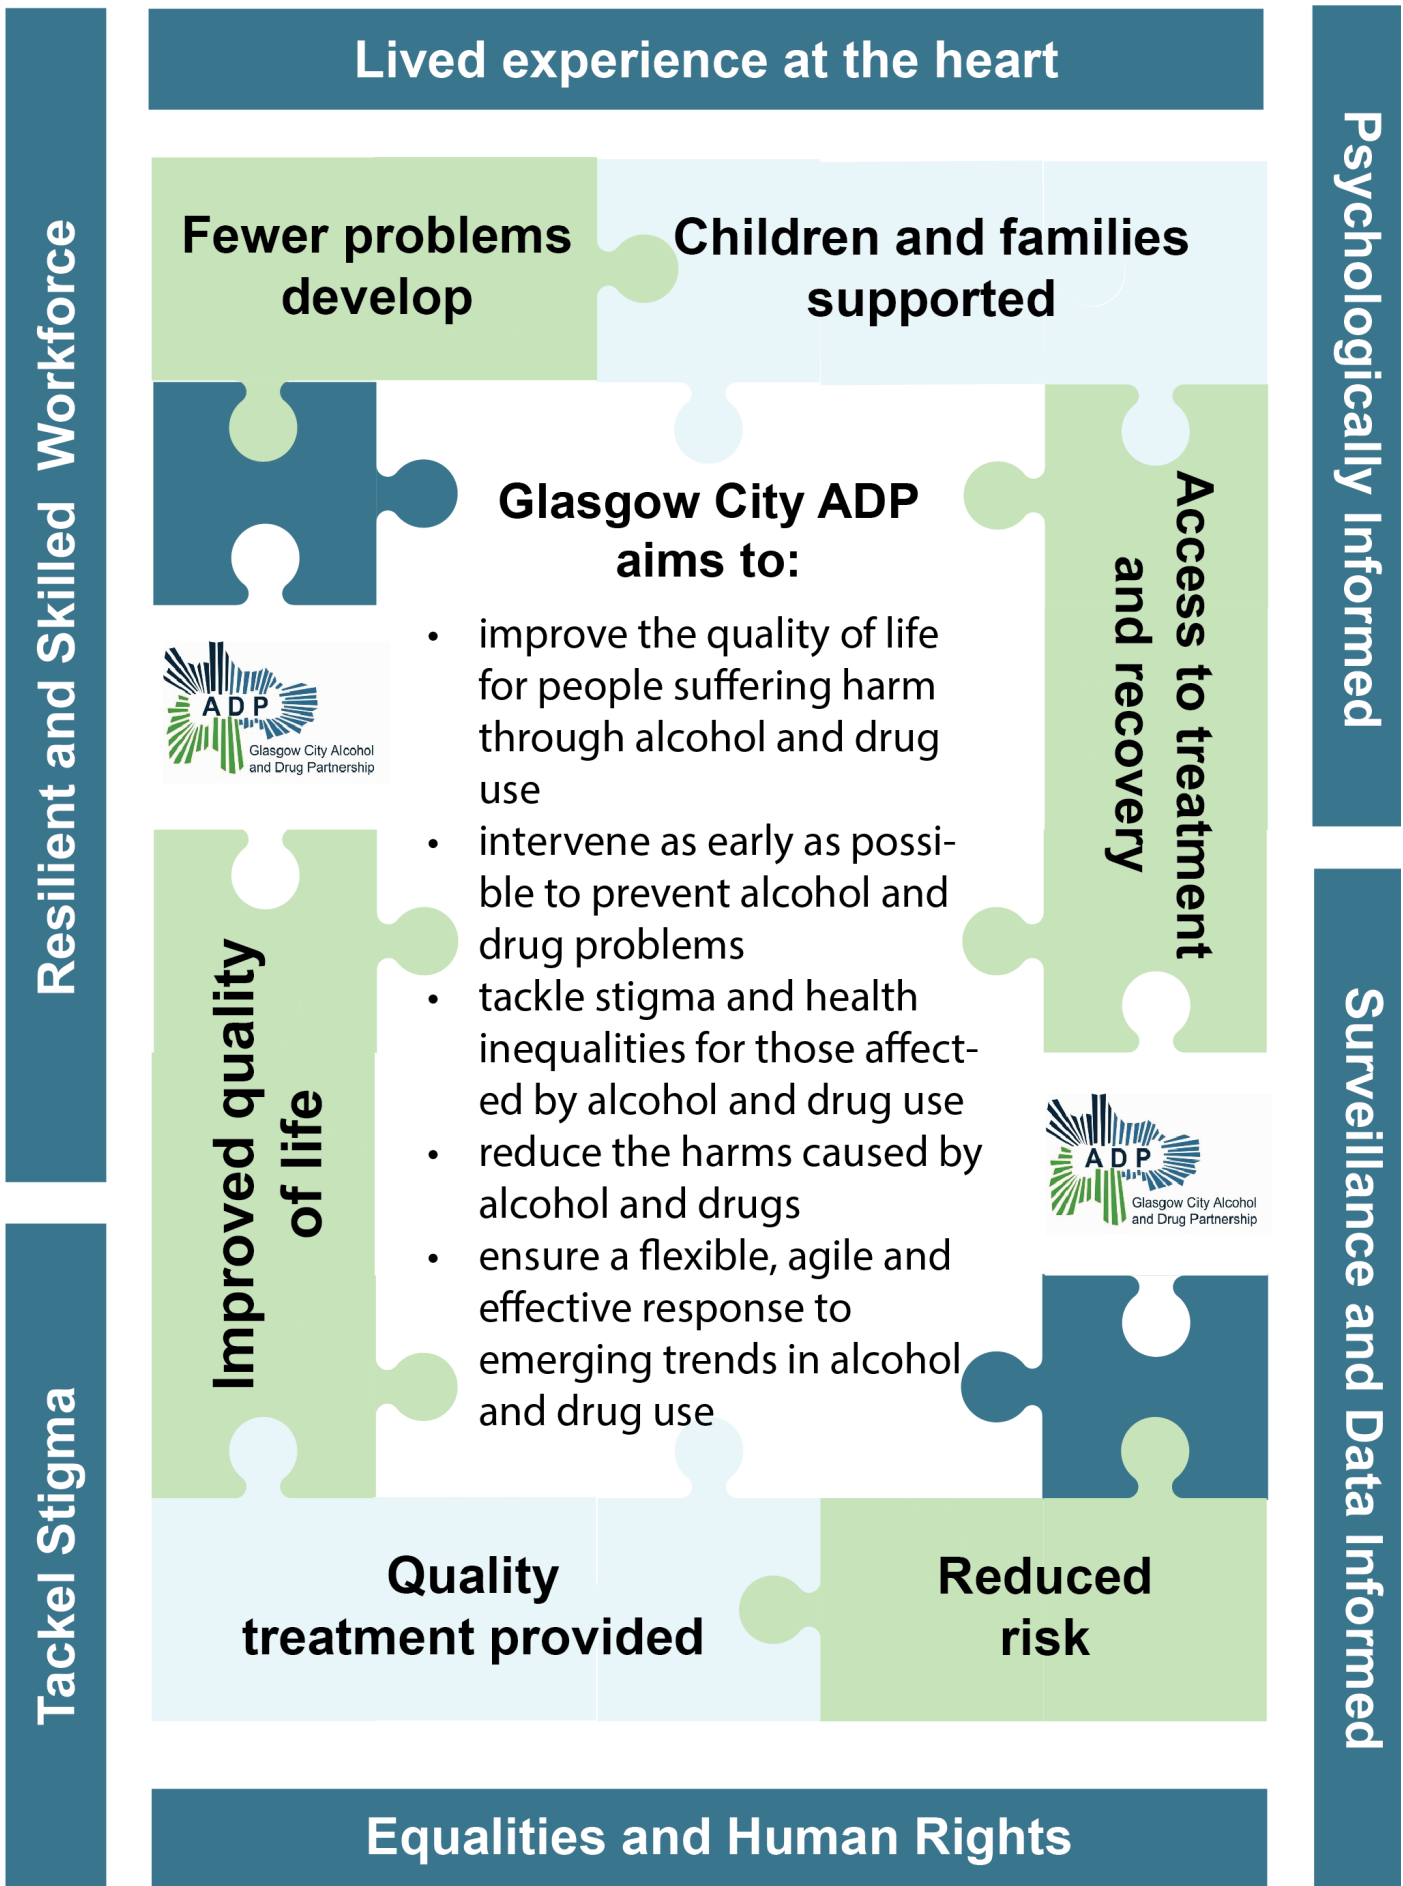 Lived experience at the heart
Resilient and Skilled Workforce
Tackel Stigma
Psychologically Informed
Surveillance and Data Informed
Fewer problems
develop
Children and families
supported
Access to treatment
and recovery
Glasgow City ADP
aims to:
• improve the quality of life
for people suffering harm
through alcohol and drug
use
• intervene as early as possi-
ble to prevent alcohol and
drug problems
• tackle stigma and health
inequalities for those affect-
ed by alcohol and drug use
• reduce the harms caused by
alcohol and drugs
• ensure a flexible, agile and
effective response to
emerging trends in alcohol
and drug use
ADP
Glasgow City Alcohol
and Drug Partnership
Improved quality
of life
ADP
Glasgow City Alcohol
and Drug Partnership
Quality
treatment provided
Reduced
risk
Equalities and Human Rights